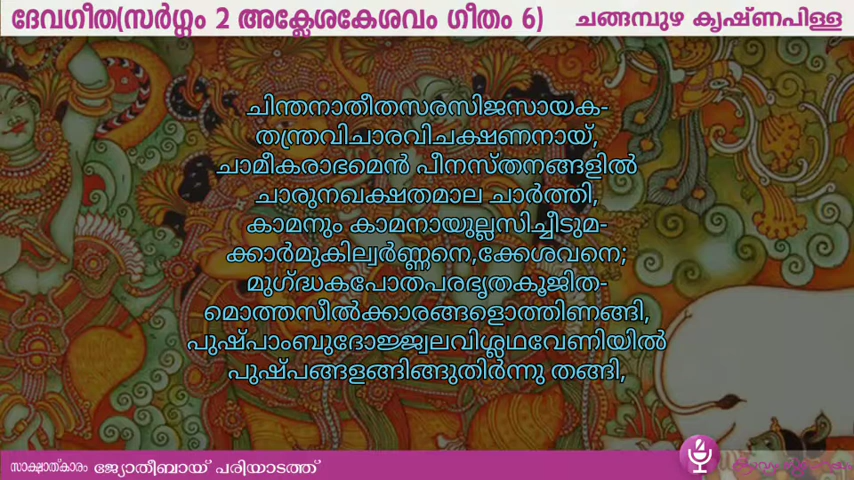 ദേവഗീത(സർഗ്ഗം 2 അക്ലേശകേശവം ഗീതം 6) ചങ്ങമ്പുഴ കൃഷ്ണപിള്ള
ചിന്തനാതീതസരസിജസായക-
തന്ത്രവിചാരവിചക്ഷണനായ്,
ചാമീകരാഭമെൻ പീനസ്തനങ്ങളിൽ
ചാരുനഖക്ഷതമാല ചാർത്തി,
കാമനും കാമനായുല്ലസിച്ചീടുമ-
ക്കാർമുകില്വർണ്ണനെ,ക്കേശവനെ;
മുഗ്ദ്ധകപോതപരഭൃതകൂജിത-
മൊത്തസീൽക്കാരങ്ങളൊത്തിണങ്ങി,
പുഷ്പാംബുദോജ്ജ്വലവിശ്ലഥവേണിയിൽ
പുഷ്പങ്ങളങ്ങിങ്ങുതിർന്നു തങ്ങി,
സാക്ഷാത്കാരം ജ്യോതീബായ് പരിയാടത്ത്